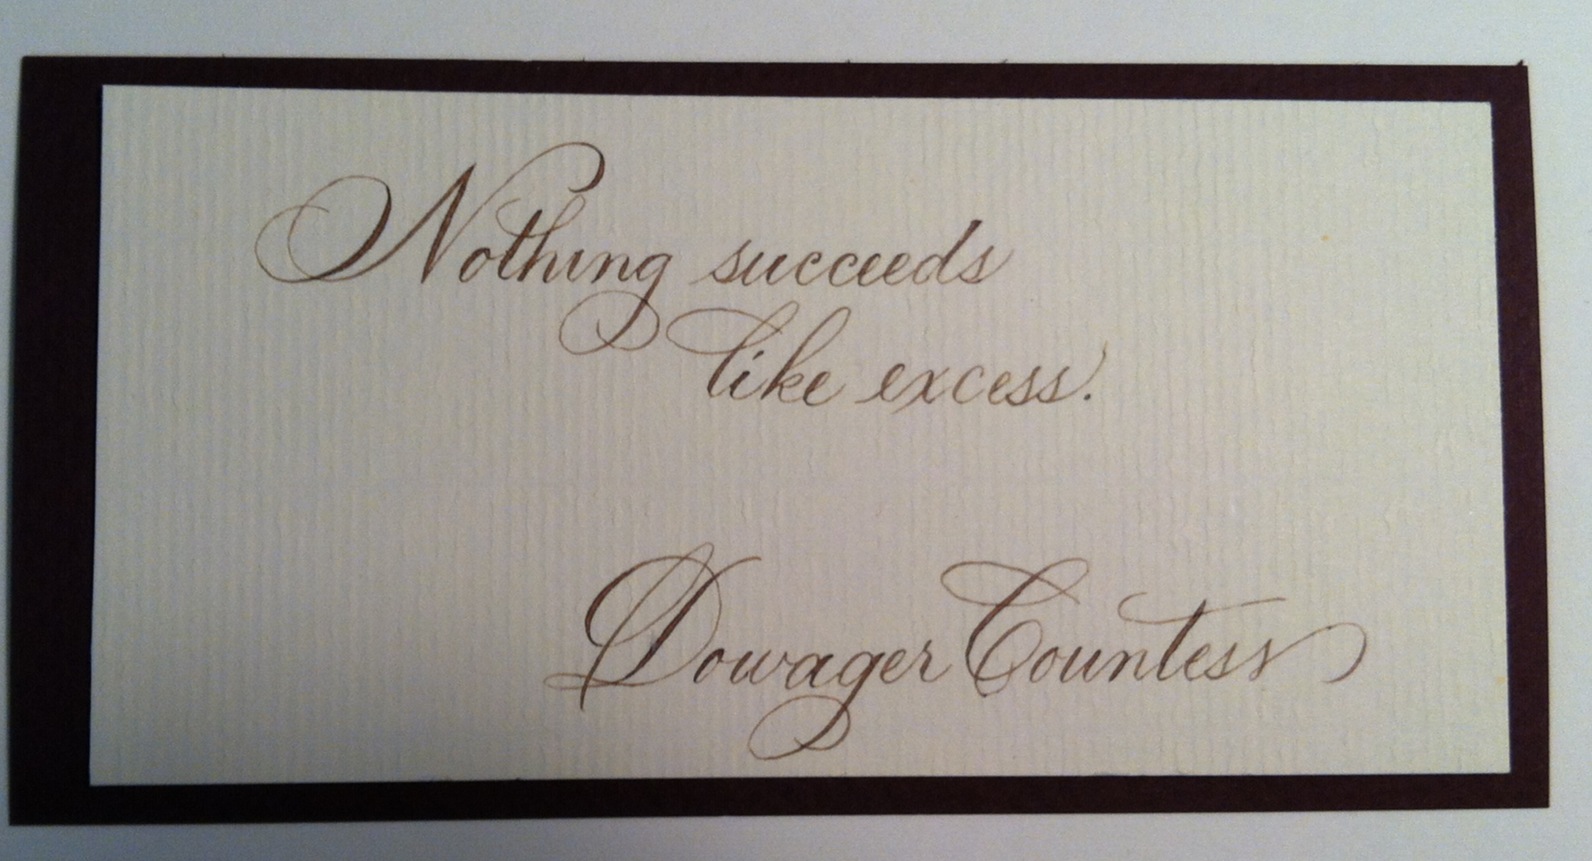 Nothing succeeds
like excess.
Dowager Countess